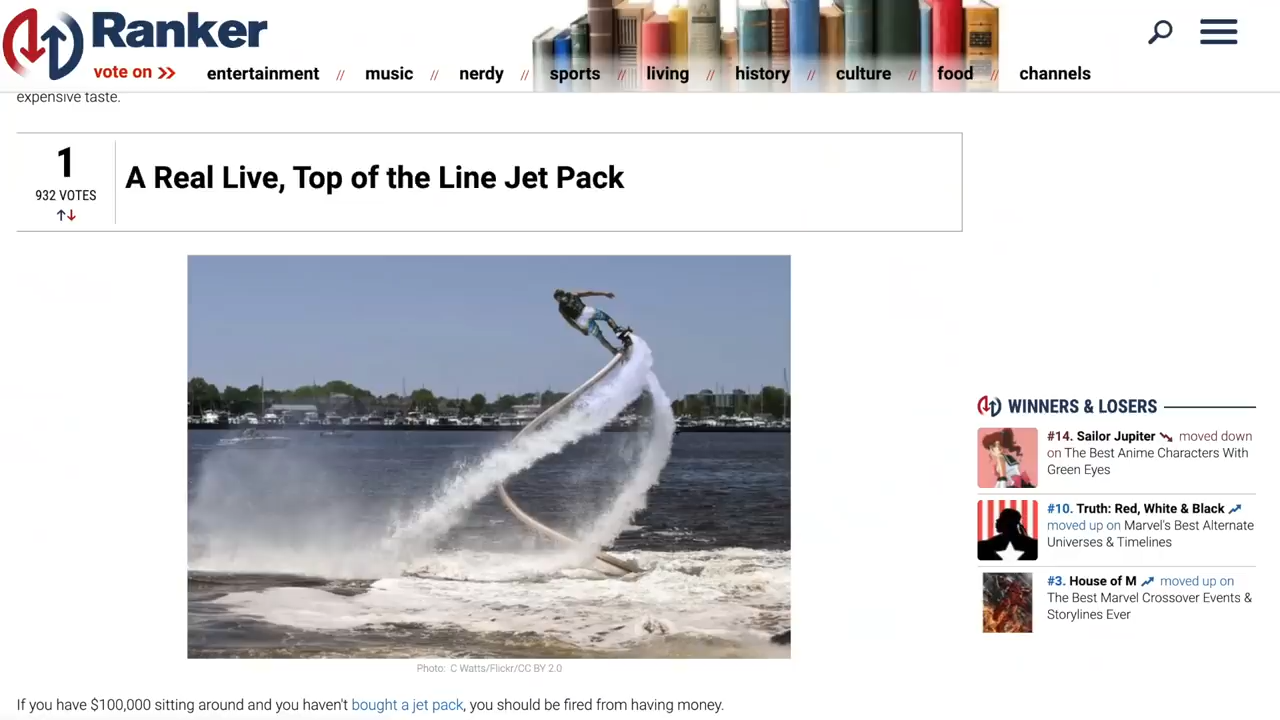 Ranker
vote on >> entertainment // music // nerdy // sports // living // history // culture // food // channels
expensive taste.
1
932 VOTES
A Real Live, Top of the Line Jet Pack
Photo: C Watts/Flickr/CC BY 2.0
If you have $100,000 sitting around and you haven't bought a jet pack, you should be fired from having money.
WINNERS & LOSERS
#14. Sailor Jupiter moved down
on The Best Anime Characters With
Green Eyes
#10. Truth: Red, White & Black
moved up on Marvel's Best Alternate
Universes & Timelines
#3. House of M moved up on
The Best Marvel Crossover Events &
Storylines Ever